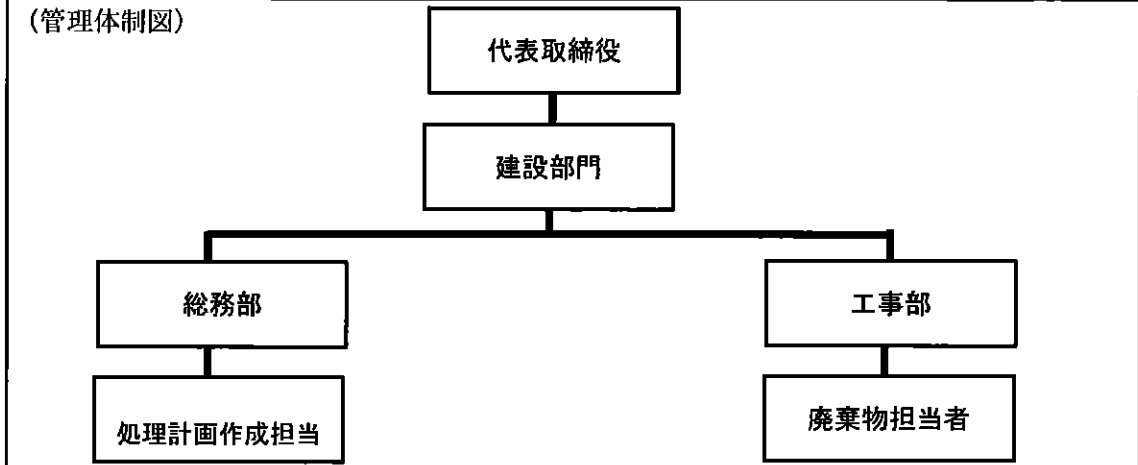 (管理体制図)
代表取締役
建設部門
総務部
工事部
処理計画作成担当
廃棄物担当者